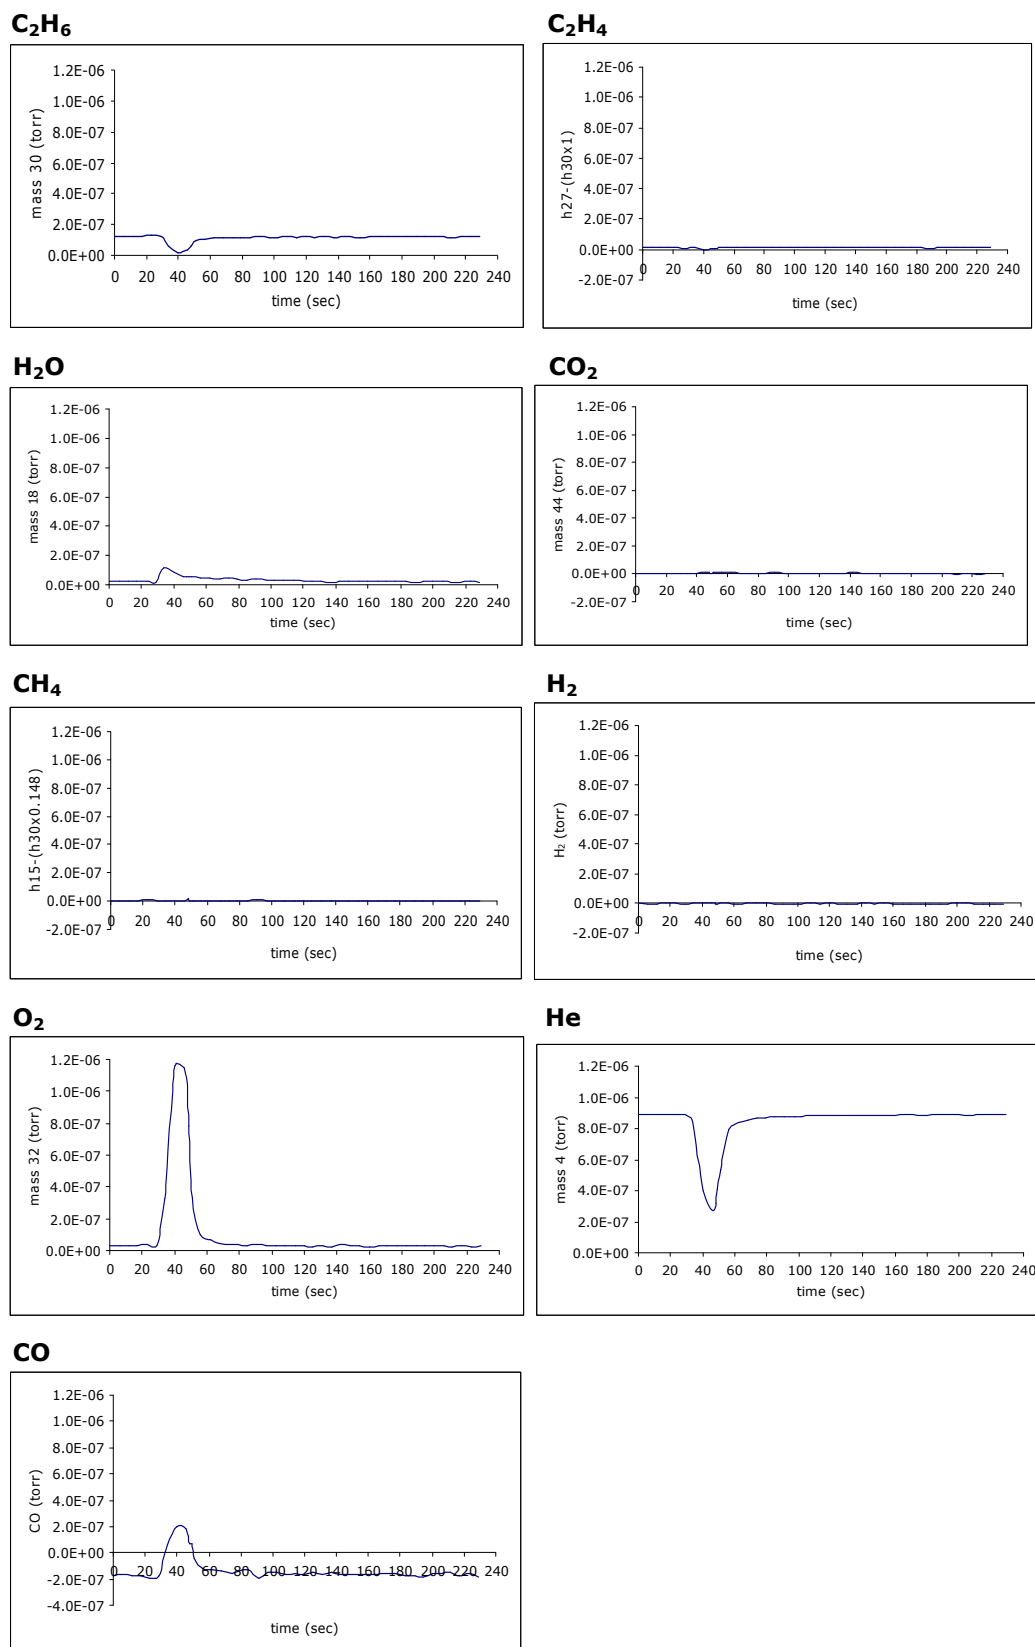 C₂H₆
1.2E-06
1.0E-06
8.0E-07
6.0E-07
4.0E-07
2.0E-07
0.0E+00
mass 30 (torr)
0 20 40 60 80 100 120 140 160 180 200 220 240
time (sec)
C₂H₄
1.2E-06
1.0E-06
8.0E-07
6.0E-07
4.0E-07
2.0E-07
0.0E+00
-2.0E-07
h27-(h30x1)
0 20 40 60 80 100 120 140 160 180 200 220 240
time (sec)
H₂O
1.2E-06
1.0E-06
8.0E-07
6.0E-07
4.0E-07
2.0E-07
0.0E+00
mass 18 (torr)
0 20 40 60 80 100 120 140 160 180 200 220 240
time (sec)
CO₂
1.2E-06
1.0E-06
8.0E-07
6.0E-07
4.0E-07
2.0E-07
0.0E+00
-2.0E-07
mass 44 (torr)
0 20 40 60 80 100 120 140 160 180 200 220 240
time (sec)
CH₄
1.2E-06
1.0E-06
8.0E-07
6.0E-07
4.0E-07
2.0E-07
0.0E+00
-2.0E-07
h15-(h30x0.148)
0 20 40 60 80 100 120 140 160 180 200 220 240
time (sec)
H₂
1.2E-06
1.0E-06
8.0E-07
6.0E-07
4.0E-07
2.0E-07
0.0E+00
-2.0E-07
H₂ (torr)
0 20 40 60 80 100 120 140 160 180 200 220 240
time (sec)
O₂
1.2E-06
1.0E-06
8.0E-07
6.0E-07
4.0E-07
2.0E-07
0.0E+00
mass 32 (torr)
0 20 40 60 80 100 120 140 160 180 200 220 240
time (sec)
He
1.2E-06
1.0E-06
8.0E-07
6.0E-07
4.0E-07
2.0E-07
0.0E+00
mass 4 (torr)
0 20 40 60 80 100 120 140 160 180 200 220 240
time (sec)
CO
1.2E-06
1.0E-06
8.0E-07
6.0E-07
4.0E-07
2.0E-07
0.0E+00
-2.0E-07
-4.0E-07
CO (torr)
0 20 40 60 80 100 120 140 160 180 200 220 240
time (sec)